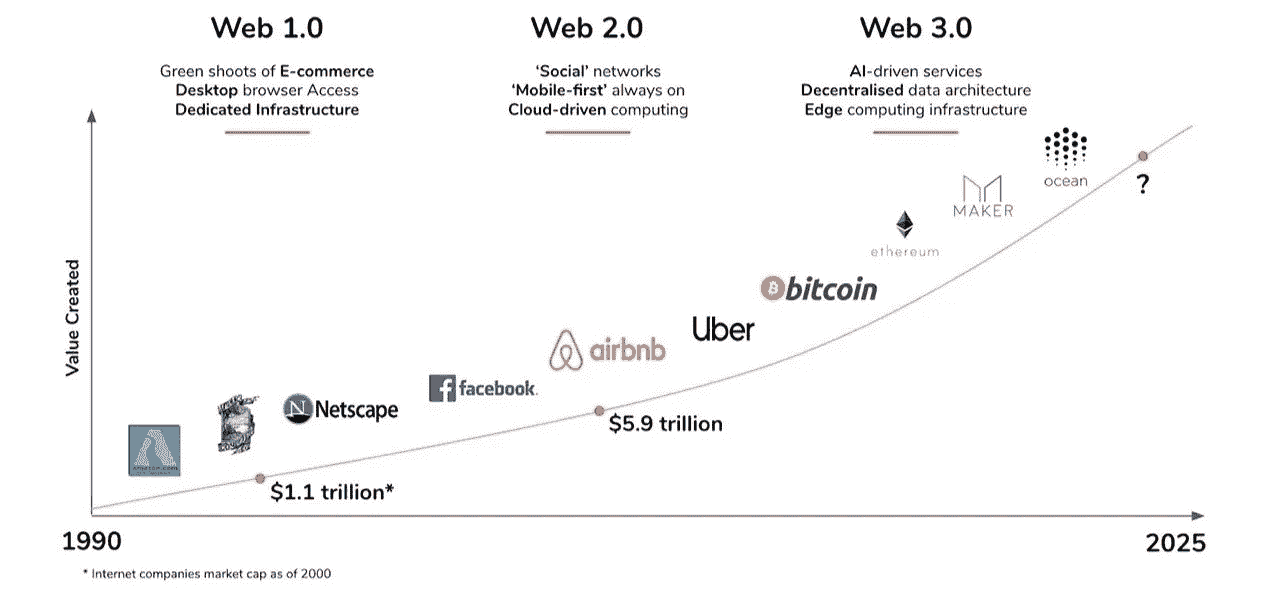 Web 1.0
Green shoots of E-commerce
Desktop browser Access
Dedicated Infrastructure
Web 2.0
‘Social’ networks
‘Mobile-first’ always on
Cloud-driven computing
Web 3.0
AI-driven services
Decentralised data architecture
Edge computing infrastructure
Value Created
amazon.com
Netscape
facebook.
airbnb
Uber
bitcoin
ethereum
MAKER
ocean
$1.1 trillion*
$5.9 trillion
?
1990
2025
* Internet companies market cap as of 2000